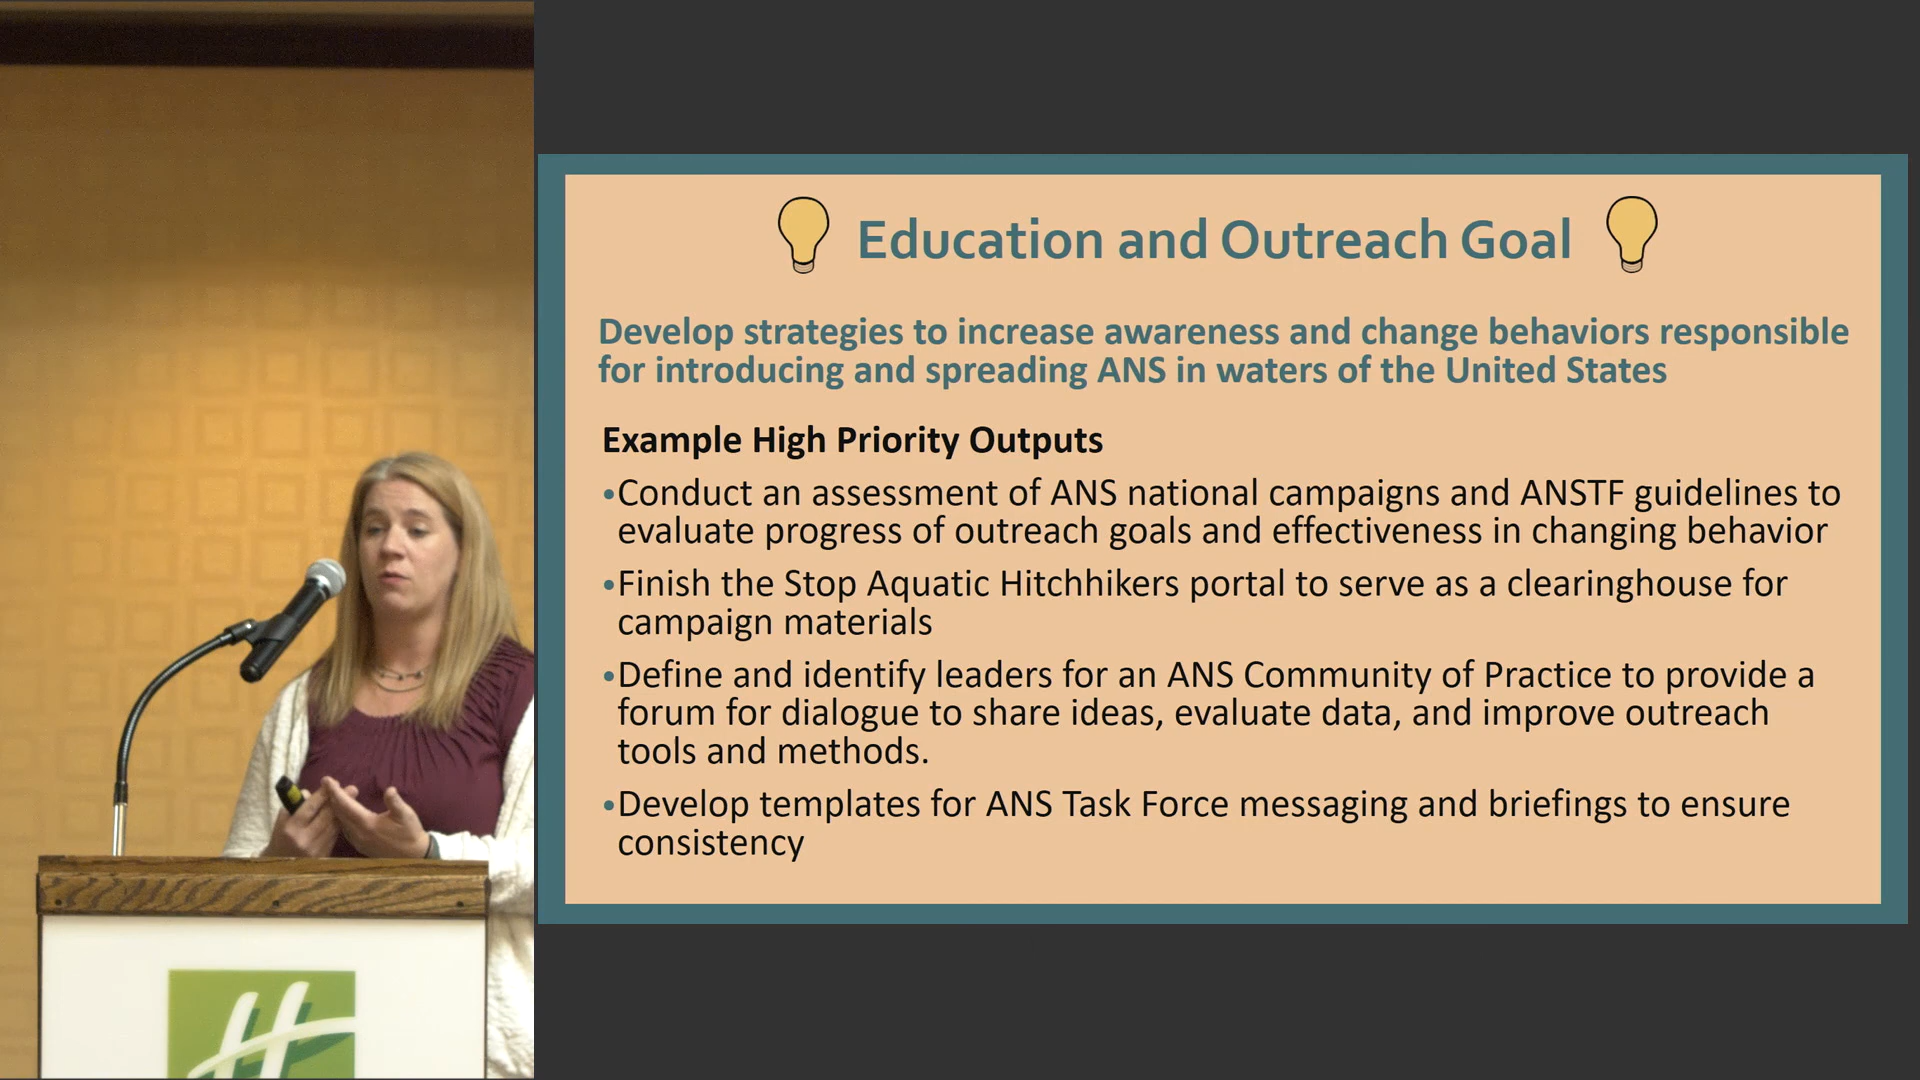 Education and Outreach Goal
Develop strategies to increase awareness and change behaviors responsible
for introducing and spreading ANS in waters of the United States
Example High Priority Outputs
•Conduct an assessment of ANS national campaigns and ANSTF guidelines to
evaluate progress of outreach goals and effectiveness in changing behavior
•Finish the Stop Aquatic Hitchhikers portal to serve as a clearinghouse for
campaign materials
•Define and identify leaders for an ANS Community of Practice to provide a
forum for dialogue to share ideas, evaluate data, and improve outreach
tools and methods.
•Develop templates for ANS Task Force messaging and briefings to ensure
consistency
H